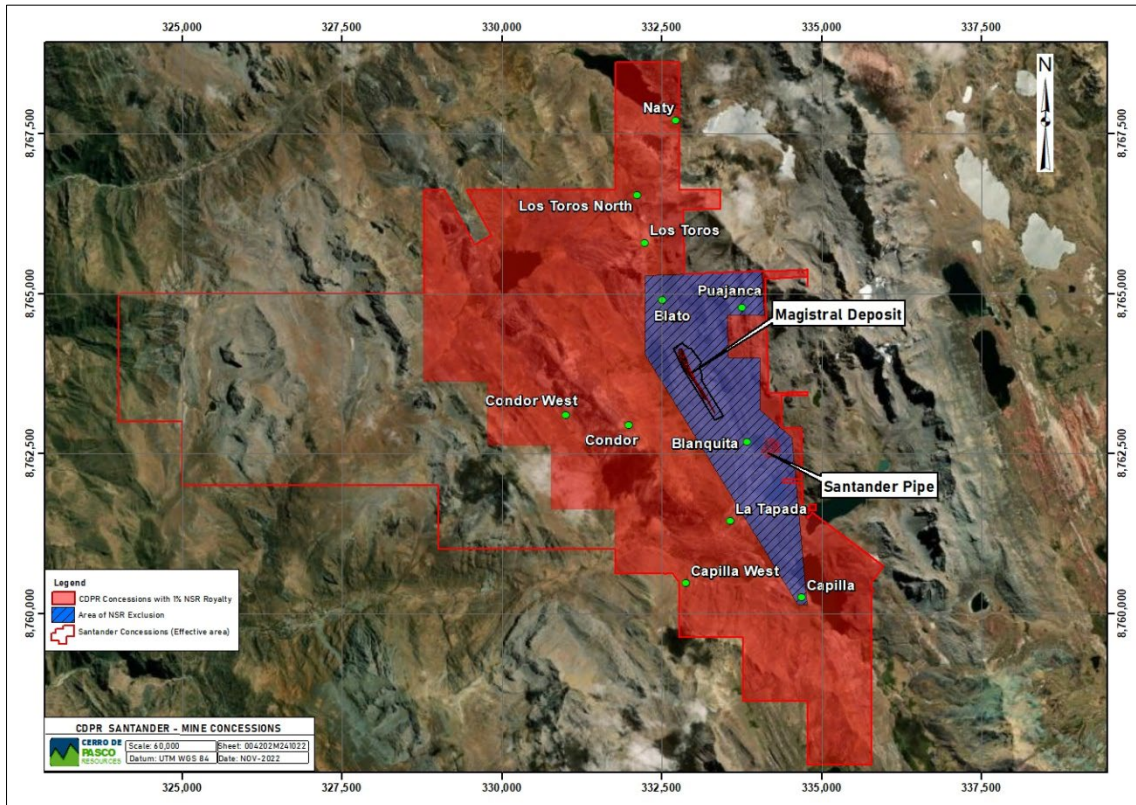 325,000
327,500
330,000
332,500
335,000
337,500
N
Naty
8,767,500
8,767,500
Los Toros North
Los Toros
8,765,000
8,765,000
Puajanca
Blato
Magistral Deposit
Condor West
Condor
Blanquita
8,762,500
8,762,500
Santander Pipe
La Tapada
Capilla West
Capilla
8,760,000
8,760,000
Legend
CDPR Concessions with 1% NSR Royalty
Area of NSR Exclusion
Santander Concessions (Effective area)
CDPR SANTANDER - MINE CONCESSIONS
CERRO DE
PASCO
RESOURCES
Scale: 60,000
Sheet: 004202M241022
Datum: UTM WGS 84
Date: NOV-2022
325,000
327,500
330,000
332,500
335,000
337,500